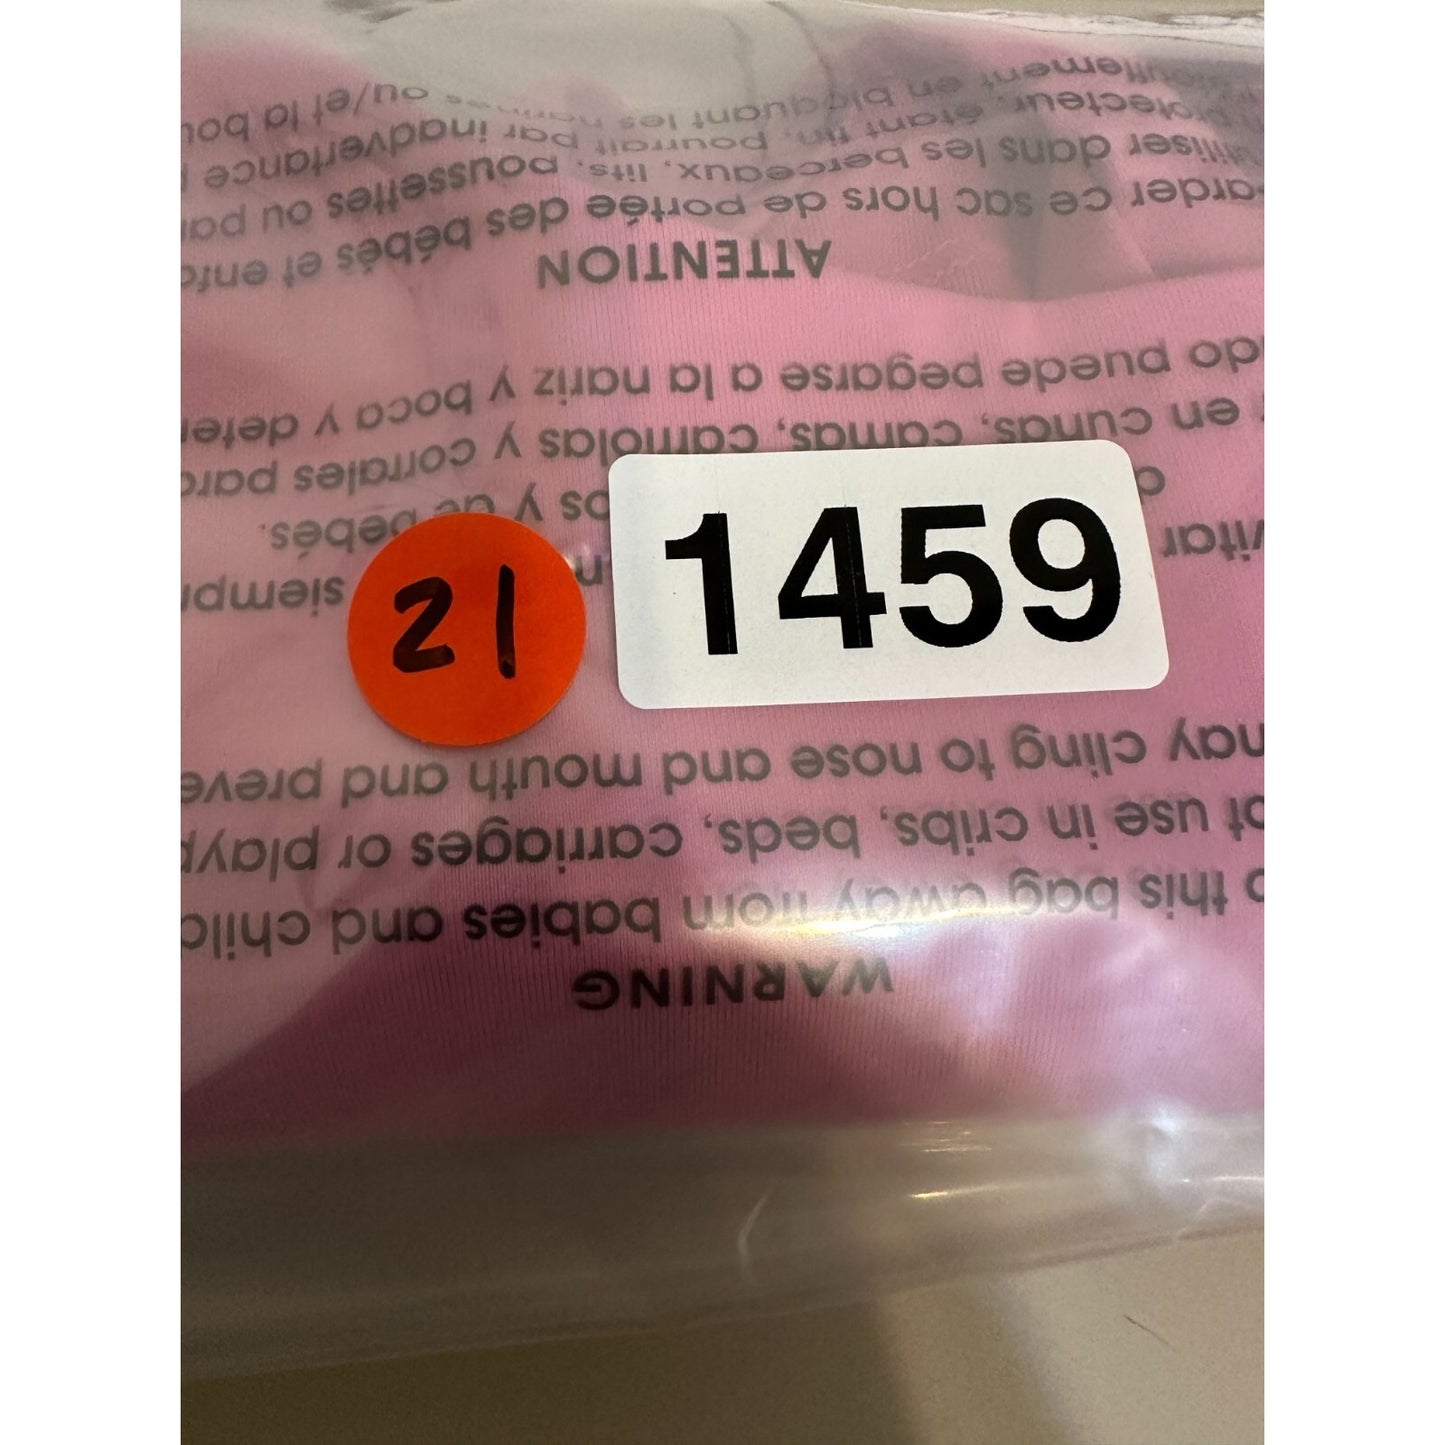 21
1459
WARNING
this bag away from babies and
use in cribs, beds, carriages or
may cling to nose and mouth and
siempr
bebés.
en cunas, camas, carriolas y corrales
puede pegarse a la nariz y boca y
ATTENTION
ce sac hors de portée des bébés et
dans les berceaux, lits, poussettes ou
étant fin, pourrait par inadvertance
en bloquant les narines ou/et la